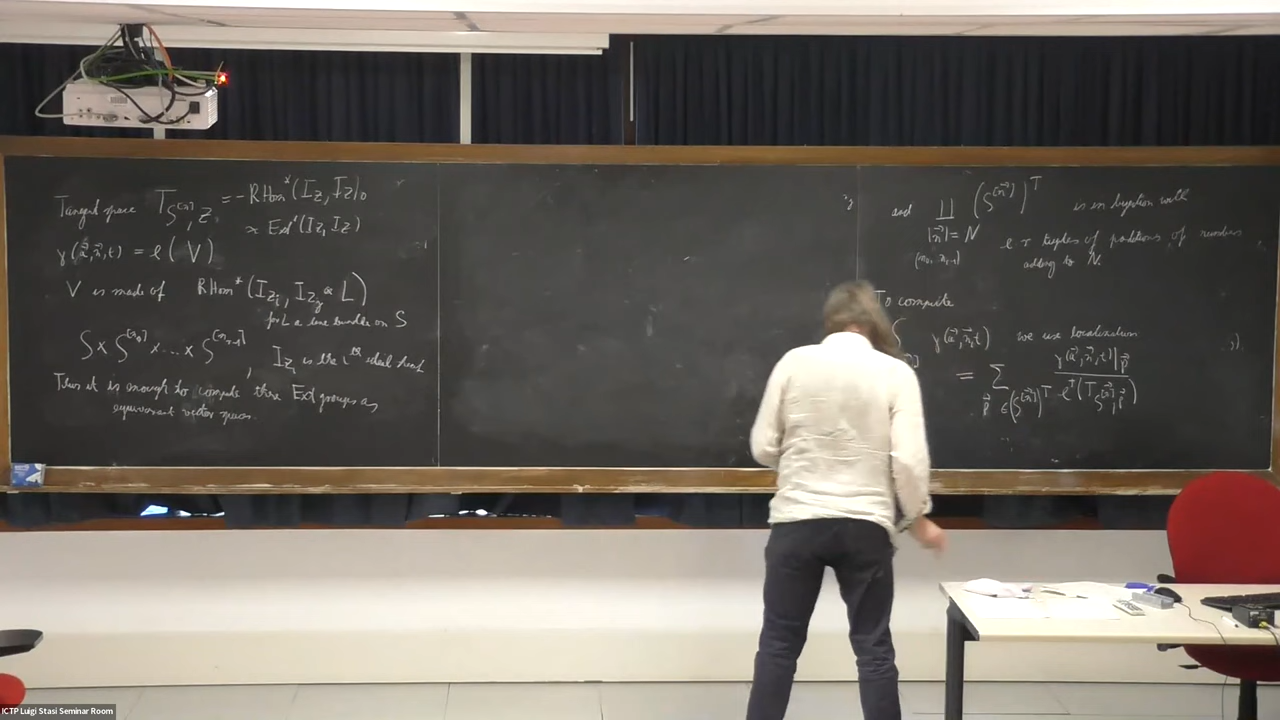 Tangent space T_{S^{[n]}, Z} = -RHom^*(I_Z, I_Z)_0
≈ Ext^1(I_Z, I_Z)
γ(a⃗, n⃗, t) = e(V)
V is made of RHom^*(I_{Z_i}, I_{Z_j} ⊗ L)
for L a line bundle on S
S × S^{[n_0]} × ... × S^{[n_{r-1}]}, I_{Z_i} is the i^{th} ideal sheaf
Thus it is enough to compute these Ext groups as
equivariant vector spaces.
and ∐_{|n⃗| = N} (S^{[n⃗]})^T is in bijection with
(n_0, n_{r-1}) e r tuples of partitions of numbers
adding to N.
To compute
∫ γ(a⃗, n⃗, t) we use localization
= Σ_{p⃗ ∈ (S^{[n⃗]})^T} γ(a⃗, n⃗, t)|_{p⃗} / e^T(T_{S^{[n⃗]}, p⃗})
ICTP Luigi Stasi Seminar Room